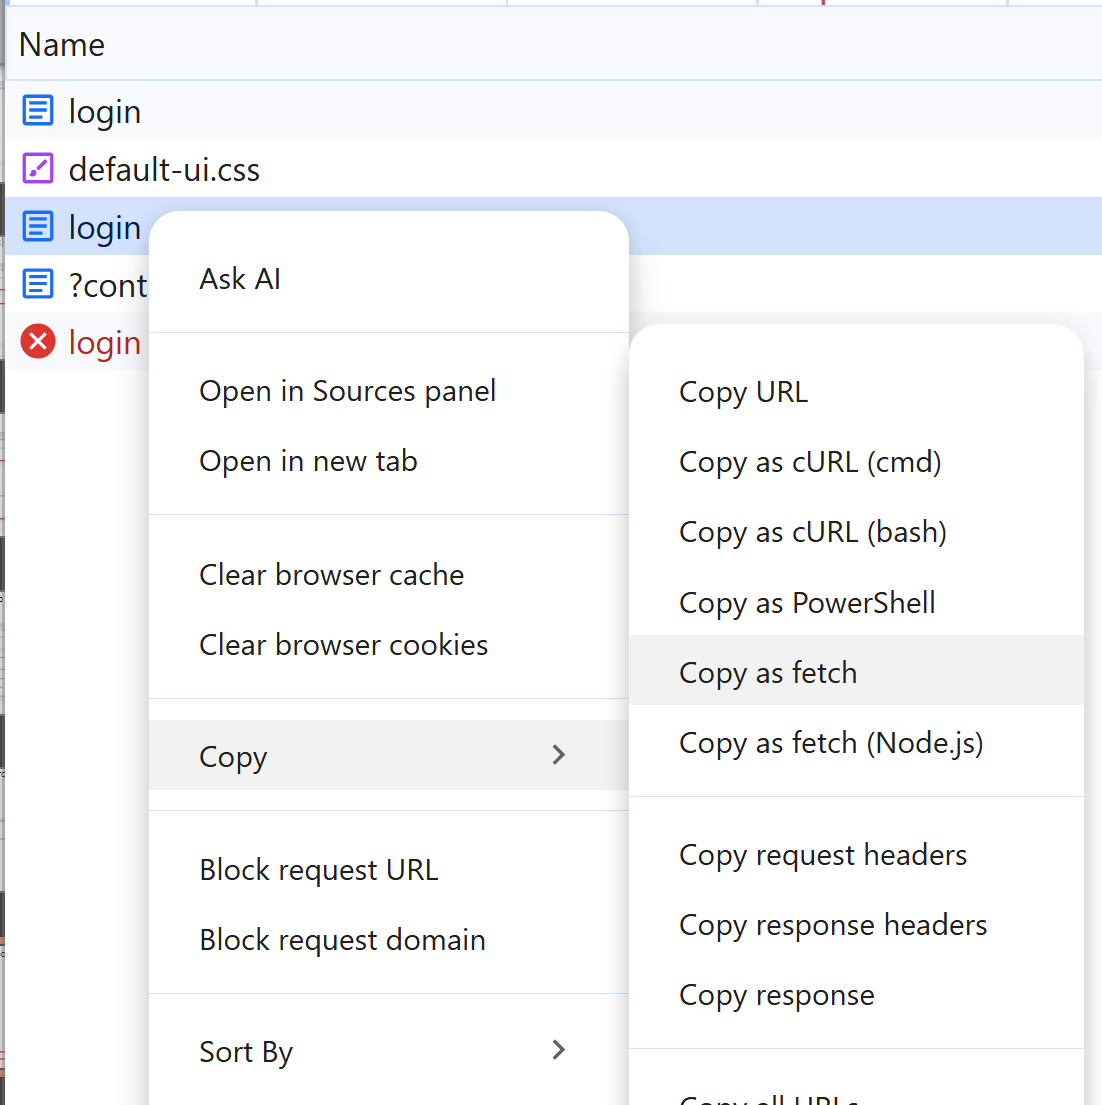 Name
login
default-ui.css
login
?cont
login
Ask AI
Open in Sources panel
Open in new tab
Clear browser cache
Clear browser cookies
Copy
Block request URL
Block request domain
Sort By
Copy URL
Copy as cURL (cmd)
Copy as cURL (bash)
Copy as PowerShell
Copy as fetch
Copy as fetch (Node.js)
Copy request headers
Copy response headers
Copy response
Copy all URLs